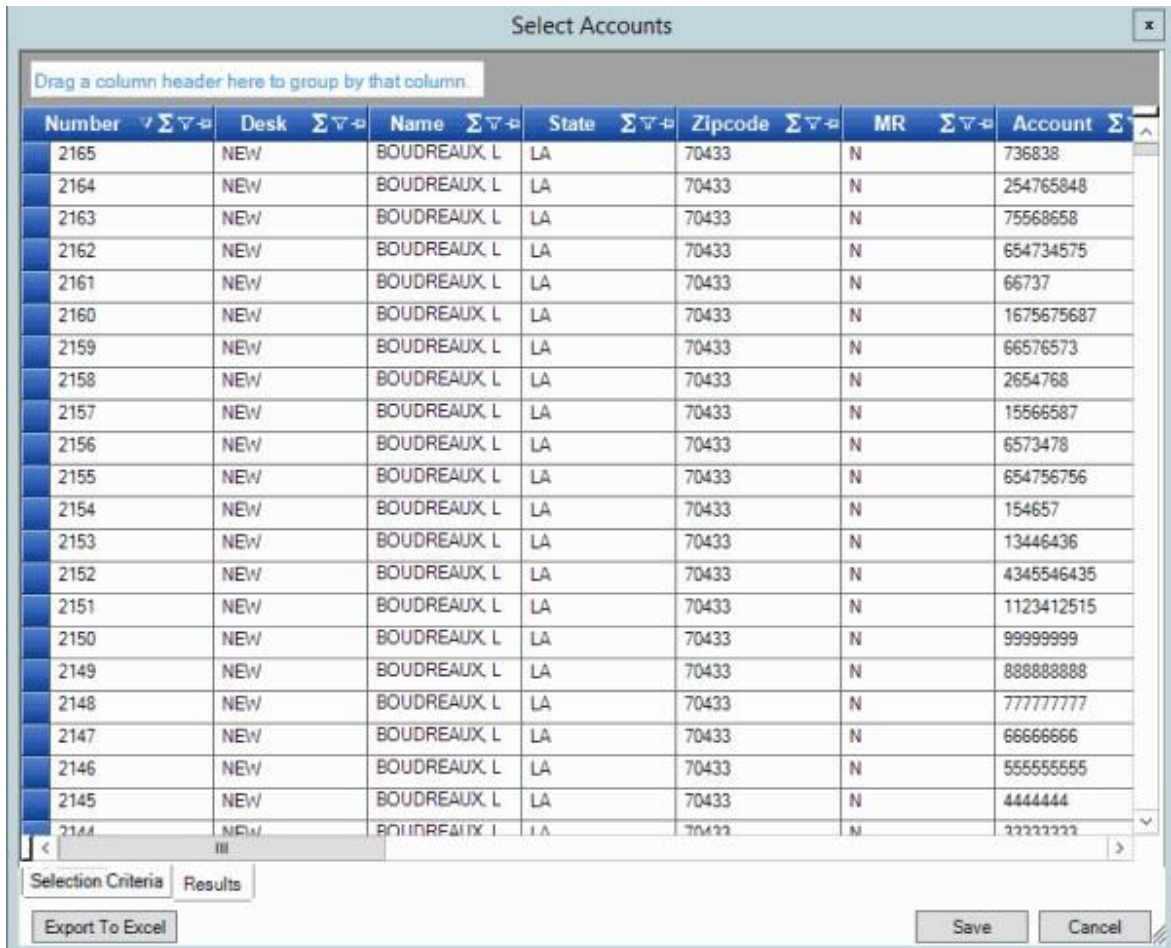 Select Accounts
x
Drag a column header here to group by that column.
Number Desk Name State Zipcode MR Account
2165 NEW BOUDREAUX, L LA 70433 N 736838
2164 NEW BOUDREAUX, L LA 70433 N 254765848
2163 NEW BOUDREAUX, L LA 70433 N 75568658
2162 NEW BOUDREAUX, L LA 70433 N 654734575
2161 NEW BOUDREAUX, L LA 70433 N 66737
2160 NEW BOUDREAUX, L LA 70433 N 1675675687
2159 NEW BOUDREAUX, L LA 70433 N 66576573
2158 NEW BOUDREAUX, L LA 70433 N 2654768
2157 NEW BOUDREAUX, L LA 70433 N 15566587
2156 NEW BOUDREAUX, L LA 70433 N 6573478
2155 NEW BOUDREAUX, L LA 70433 N 654756756
2154 NEW BOUDREAUX, L LA 70433 N 154657
2153 NEW BOUDREAUX, L LA 70433 N 13446436
2152 NEW BOUDREAUX, L LA 70433 N 4345546435
2151 NEW BOUDREAUX, L LA 70433 N 1123412515
2150 NEW BOUDREAUX, L LA 70433 N 99999999
2149 NEW BOUDREAUX, L LA 70433 N 888888888
2148 NEW BOUDREAUX, L LA 70433 N 777777777
2147 NEW BOUDREAUX, L LA 70433 N 66666666
2146 NEW BOUDREAUX, L LA 70433 N 555555555
2145 NEW BOUDREAUX, L LA 70433 N 4444444
2144 NEW BOUDREAUX, L LA 70433 N 33333333
Selection Criteria Results
Export To Excel Save Cancel